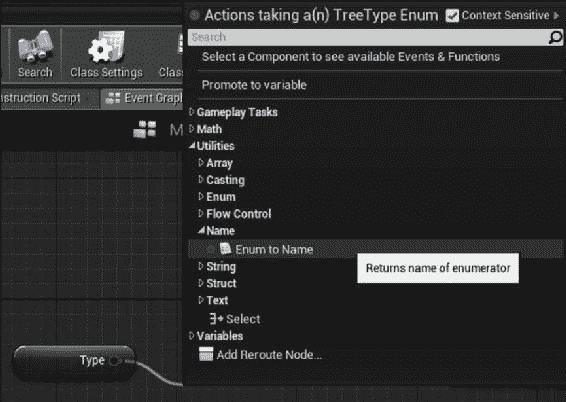 Actions taking a(n) TreeType Enum Context Sensitive
Search
Select a Component to see available Events & Functions
Promote to variable
Gameplay Tasks
Math
Utilities
Array
Casting
Enum
Flow Control
Name
Enum to Name
Returns name of enumerator
String
Struct
Text
Select
Variables
Add Reroute Node...
Search Class Settings Clas
nstruction Script Event Grap
M
Type